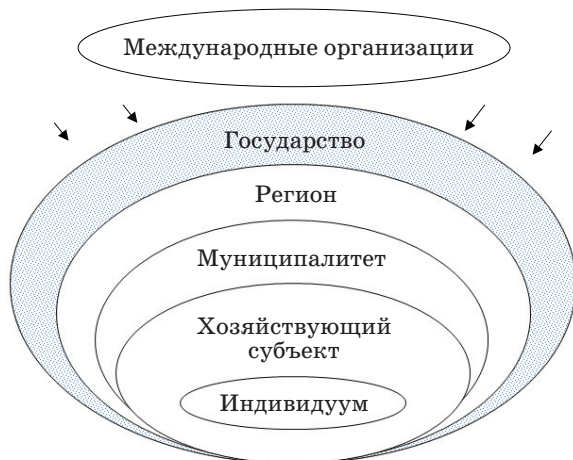 Международные организации
Государство
Регион
Муниципалитет
Хозяйствующий
субъект
Индивидуум